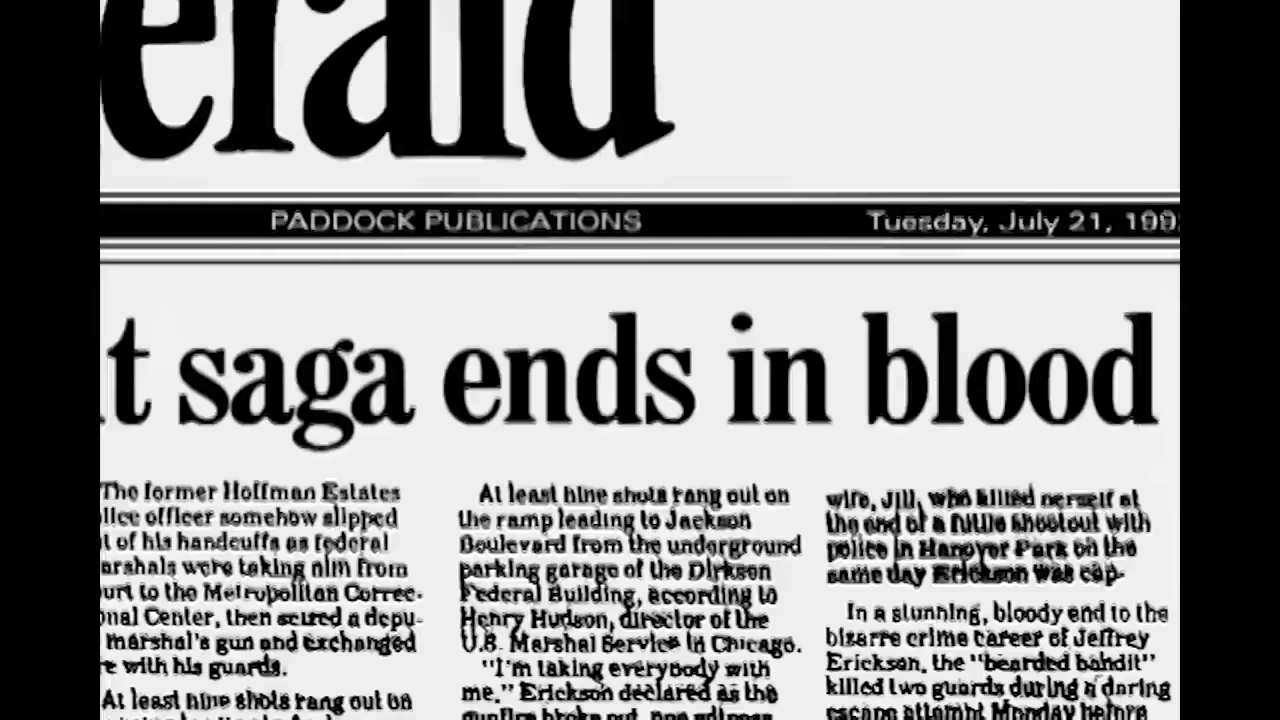 erald
PADDOCK PUBLICATIONS
Tuesday, July 21, 199
t saga ends in blood
The former Hoffman Estates
lice officer somehow slipped
t of his handcuffs as federal
arshals were taking him from
urt to the Metropolitan Correc-
onal Center, then seized a depu-
marshal's gun and exchanged
e with his guards.
At least nine shots rang out on
At least nine shots rang out on
the ramp leading to Jackson
Boulevard from the underground
parking garage of the Dirksen
Federal Building, according to
Henry Hudson, director of the
U.S. Marshal Service in Chicago.
"I'm taking everybody with
me." Erickson declared as the
gunfire broke out,
wife, Jill, who killed herself at
the end of a futile shootout with
police in Hanover Park on the
same day Erickson was cap-
In a stunning, bloody end to the
bizarre crime career of Jeffrey
Erickson, the "bearded bandit"
killed two guards during a daring
escape attempt Monday before